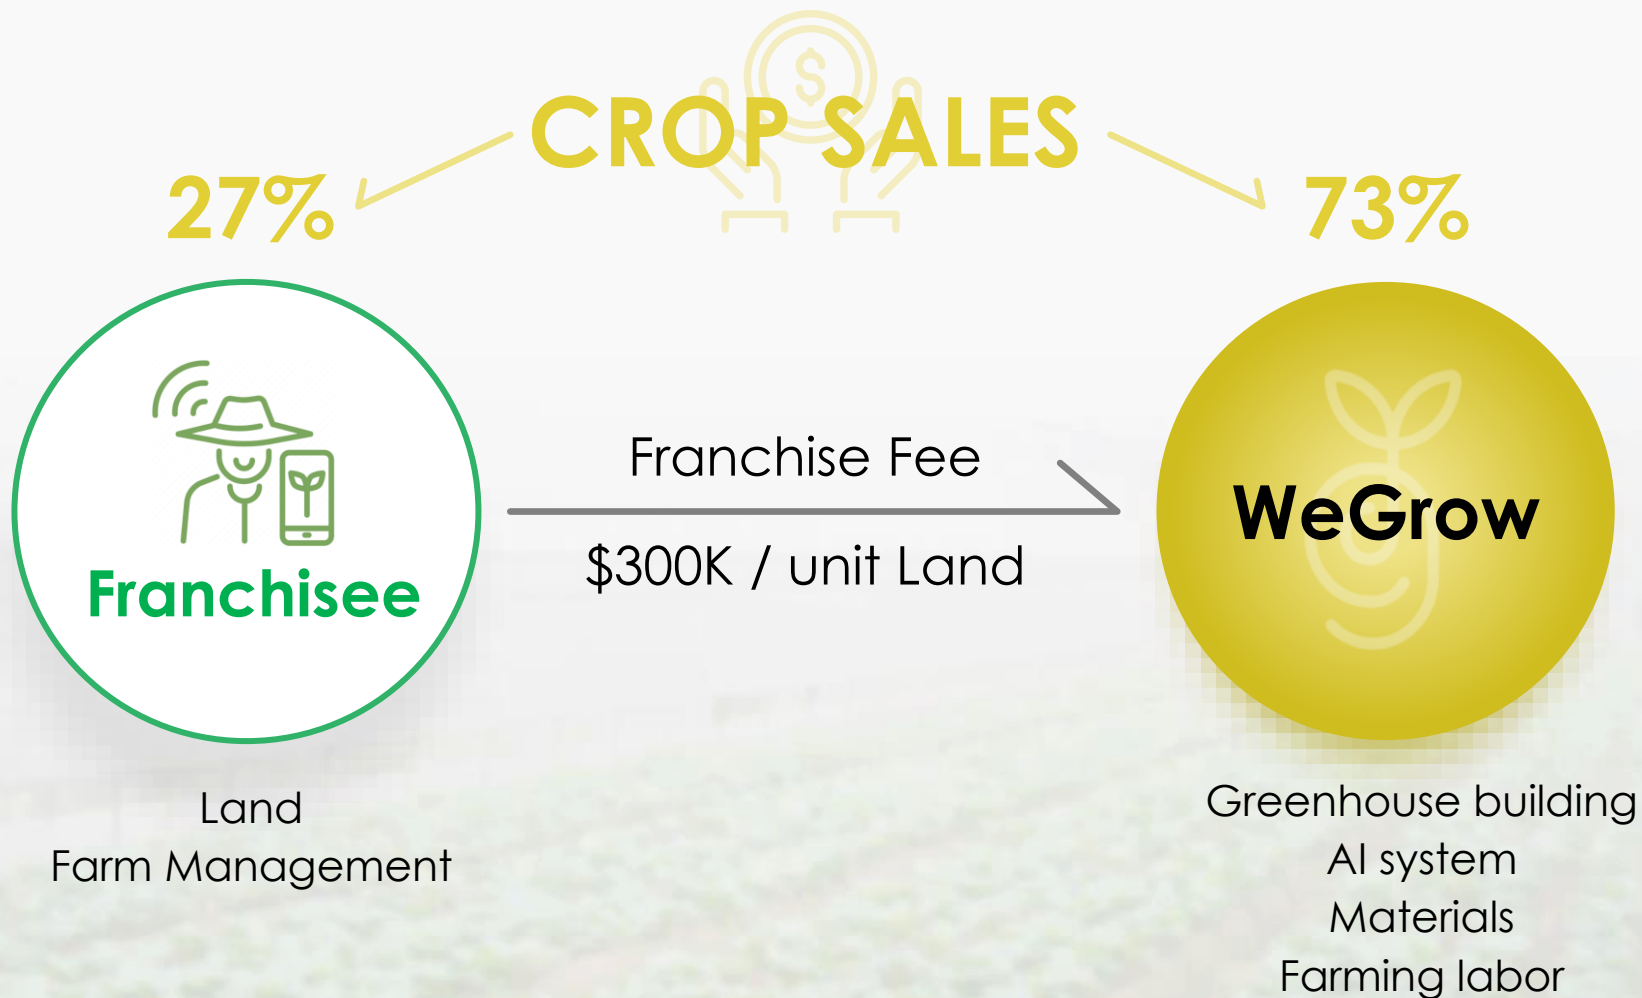 CROP SALES
27%
73%
Franchisee
Franchise Fee
$300K / unit Land
WeGrow
Land
Farm Management
Greenhouse building
AI system
Materials
Farming labor